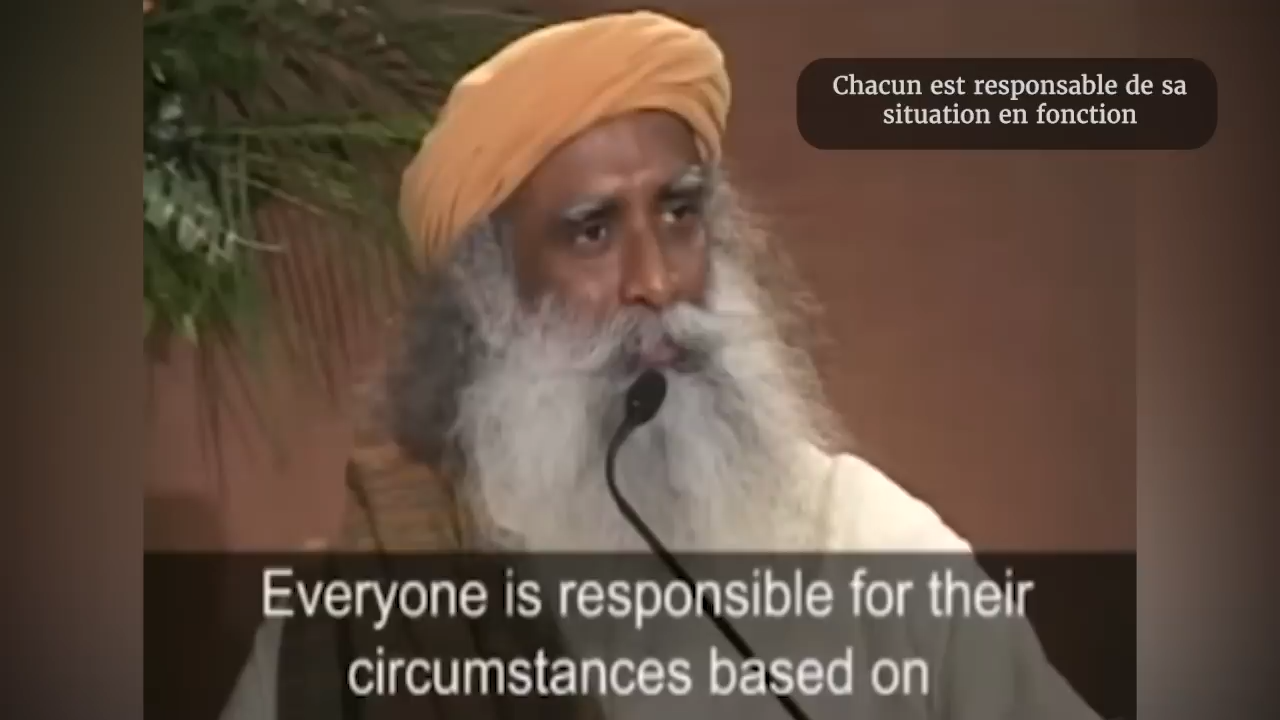 Chacun est responsable de sa
situation en fonction
Everyone is responsible for their
circumstances based on